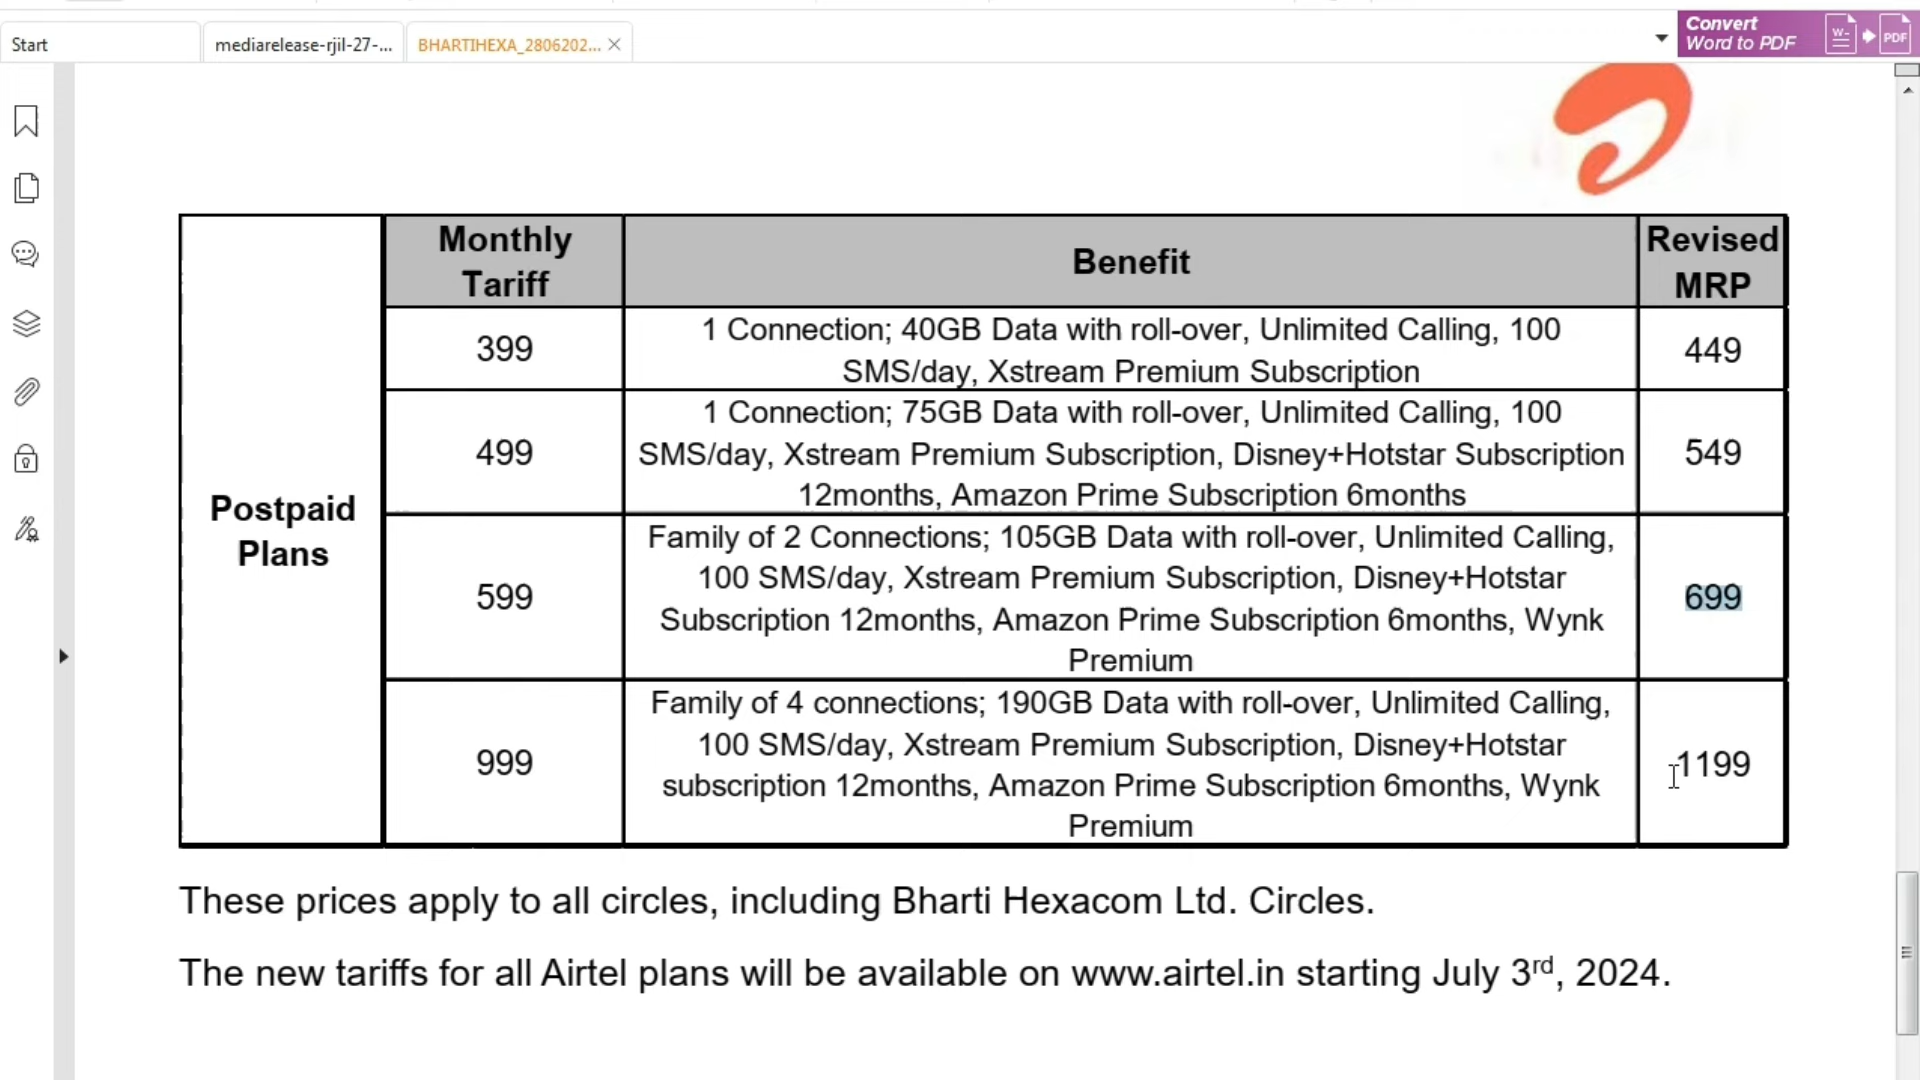 Start
mediarelease-rjil-27-...
BHARTIHEXA_2806202...
Convert
Word to PDF
W
PDF
Monthly
Tariff
Benefit
Revised
MRP
Postpaid
Plans
399
1 Connection; 40GB Data with roll-over, Unlimited Calling, 100
SMS/day, Xstream Premium Subscription
449
499
1 Connection; 75GB Data with roll-over, Unlimited Calling, 100
SMS/day, Xstream Premium Subscription, Disney+Hotstar Subscription
12months, Amazon Prime Subscription 6months
549
599
Family of 2 Connections; 105GB Data with roll-over, Unlimited Calling,
100 SMS/day, Xstream Premium Subscription, Disney+Hotstar
Subscription 12months, Amazon Prime Subscription 6months, Wynk
Premium
699
999
Family of 4 connections; 190GB Data with roll-over, Unlimited Calling,
100 SMS/day, Xstream Premium Subscription, Disney+Hotstar
subscription 12months, Amazon Prime Subscription 6months, Wynk
Premium
1199
These prices apply to all circles, including Bharti Hexacom Ltd. Circles.
The new tariffs for all Airtel plans will be available on www.airtel.in starting July 3rd, 2024.